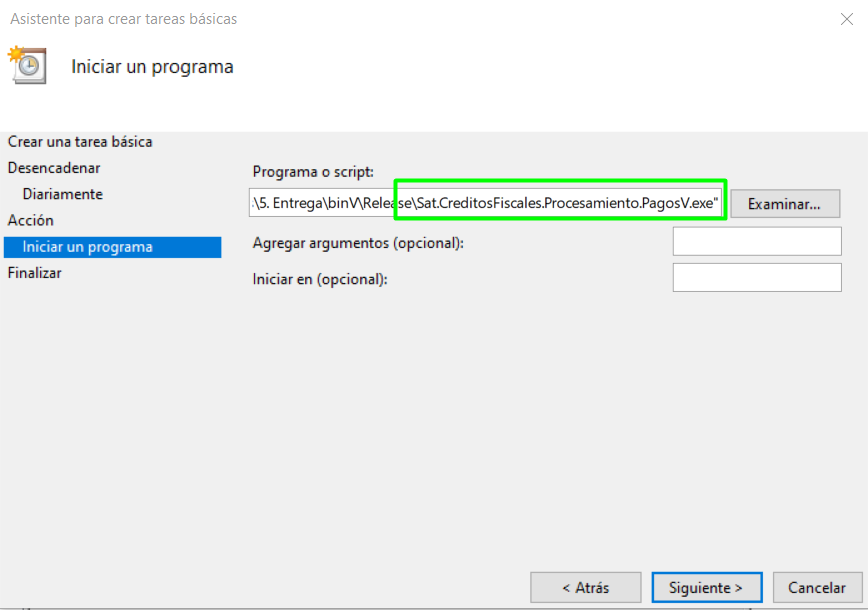 Asistente para crear tareas básicas
Iniciar un programa
Crear una tarea básica
Desencadenar
Diariamente
Acción
Iniciar un programa
Finalizar
Programa o script:
\5. Entrega\binV\Release\Sat.CreditosFiscales.Procesamiento.PagosV.exe"
Examinar...
Agregar argumentos (opcional):
Iniciar en (opcional):
< Atrás
Siguiente >
Cancelar